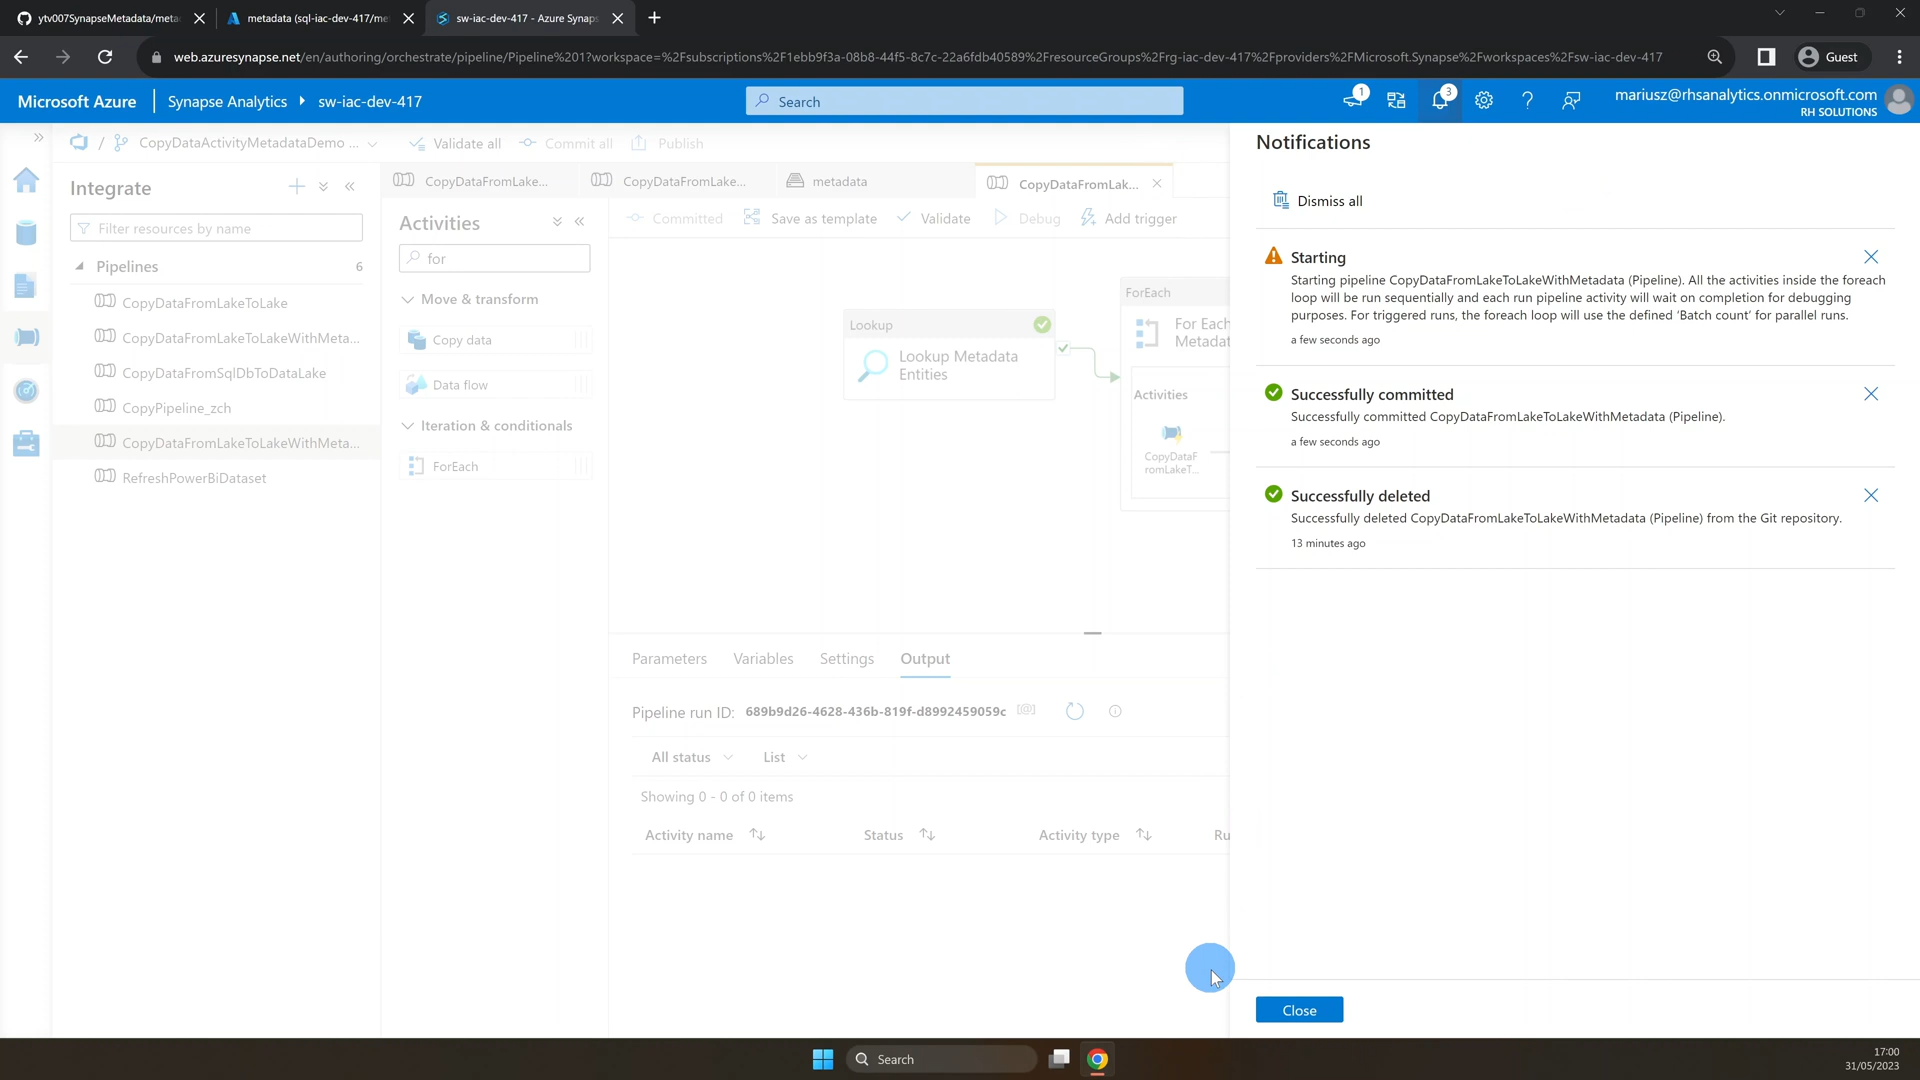 ytv007SynapseMetadata/meta
metadata (sql-iac-dev-417/me
sw-iac-dev-417 - Azure Synaps
web.azuresynapse.net/en/authoring/orchestrate/pipeline/Pipeline%201?workspace=%2Fsubscriptions%2F1ebb9f3a-08b8-44f5-8c7c-22a6fdb40589%2FresourceGroups%2Frg-iac-dev-417%2Fproviders%2FMicrosoft.Synapse%2Fworkspaces%2Fsw-iac-dev-417
Guest
Microsoft Azure
Synapse Analytics
sw-iac-dev-417
Search
1
3
mariusz@rhsanalytics.onmicrosoft.com
RH SOLUTIONS
/
CopyDataActivityMetadataDemo ...
Validate all
Commit all
Publish
Integrate
Filter resources by name
Pipelines 6
CopyDataFromLakeToLake
CopyDataFromLakeToLakeWithMeta...
CopyDataFromSqlDbToDataLake
CopyPipeline_zch
CopyDataFromLakeToLakeWithMeta...
RefreshPowerBiDataset
CopyDataFromLake...
CopyDataFromLake...
metadata
CopyDataFromLak...
Activities
for
Move & transform
Copy data
Data flow
Iteration & conditionals
ForEach
Committed
Save as template
Validate
Debug
Add trigger
Lookup
Lookup Metadata
Entities
ForEach
For Each
Metadat
Activities
CopyDataF
romLakeT...
Parameters
Variables
Settings
Output
Pipeline run ID: 689b9d26-4628-436b-819f-d8992459059c
All status
List
Showing 0 - 0 of 0 items
Activity name
Status
Activity type
Ru
Notifications
Dismiss all
Starting
Starting pipeline CopyDataFromLakeToLakeWithMetadata (Pipeline). All the activities inside the foreach
loop will be run sequentially and each run pipeline activity will wait on completion for debugging
purposes. For triggered runs, the foreach loop will use the defined 'Batch count' for parallel runs.
a few seconds ago
Successfully committed
Successfully committed CopyDataFromLakeToLakeWithMetadata (Pipeline).
a few seconds ago
Successfully deleted
Successfully deleted CopyDataFromLakeToLakeWithMetadata (Pipeline) from the Git repository.
13 minutes ago
Close
Search
17:00
31/05/2023